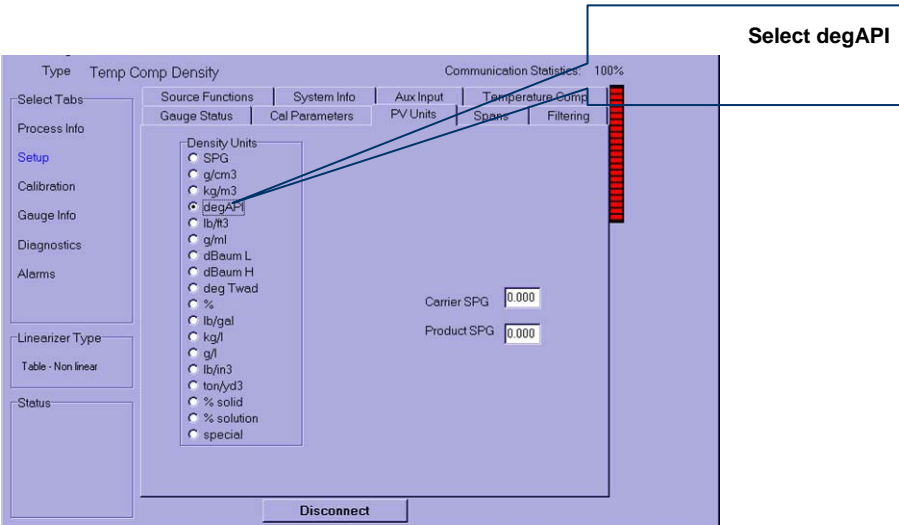 Select degAPI
Type Temp Comp Density Communication Statistics: 100%
Select Tabs
Process Info
Setup
Calibration
Gauge Info
Diagnostics
Alarms
Linearizer Type
Table - Non linear
Status
Source Functions System Info Aux Input Temperature Comp
Gauge Status Cal Parameters PV Units Spans Filtering
Density Units
SPG
g/cm3
kg/m3
degAPI
lb/ft3
g/ml
dBaum L
dBaum H
deg Twad
%
lb/gal
kg/l
g/l
lb/in3
ton/yd3
% solid
% solution
special
Carrier SPG 0.000
Product SPG 0.000
Disconnect